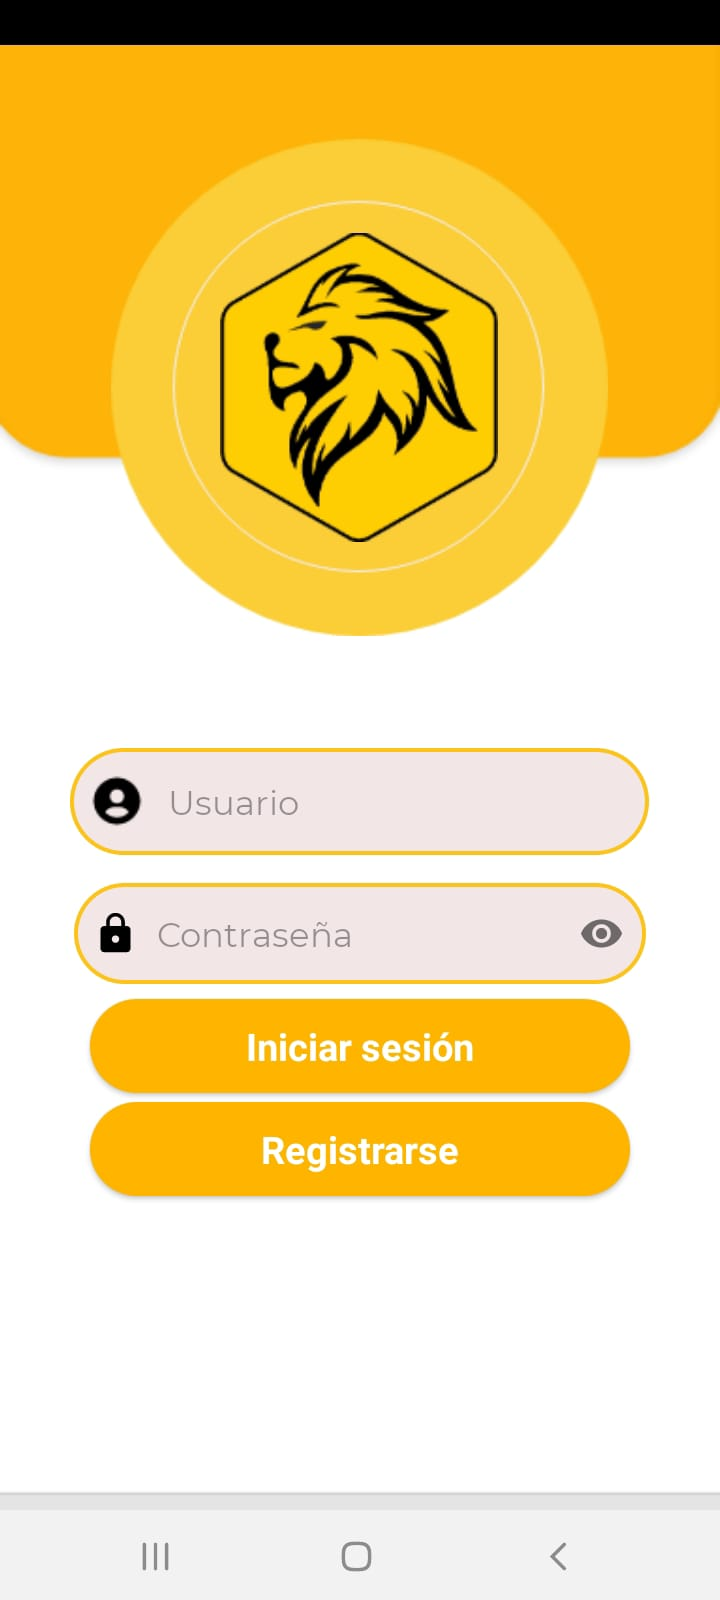 Usuario
Contraseña
Iniciar sesión
Registrarse